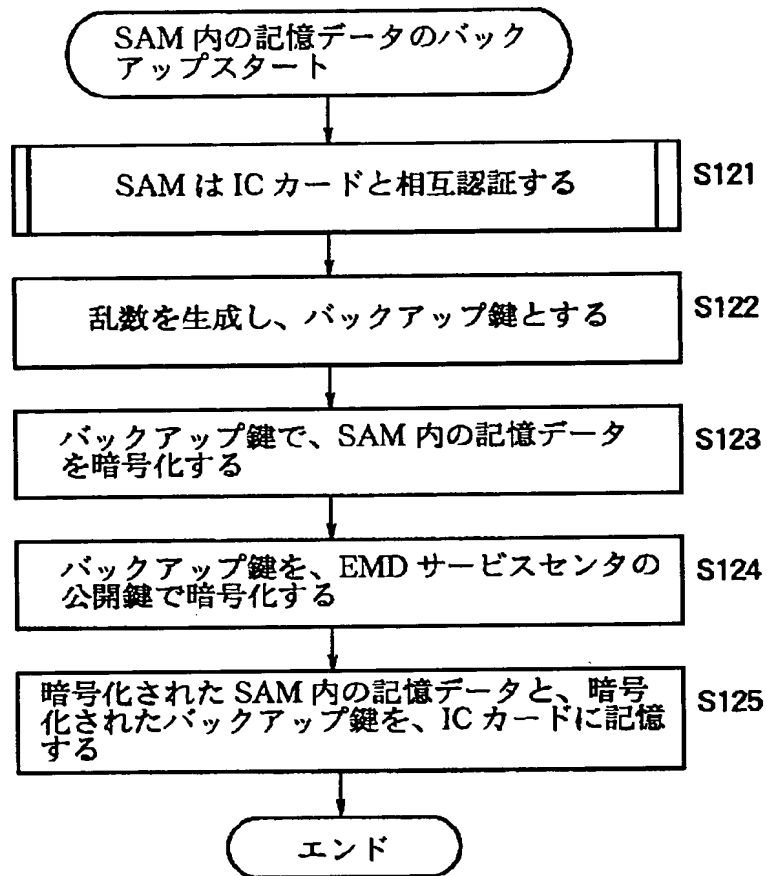 SAM 内の記憶データのバック
アップスタート
SAM は IC カードと相互認証する
S121
乱数を生成し、バックアップ鍵とする
S122
バックアップ鍵で、SAM 内の記憶データ
を暗号化する
S123
バックアップ鍵を、EMD サービスセンタの
公開鍵で暗号化する
S124
暗号化された SAM 内の記憶データと、暗号
化されたバックアップ鍵を、IC カードに記憶
する
S125
エンド